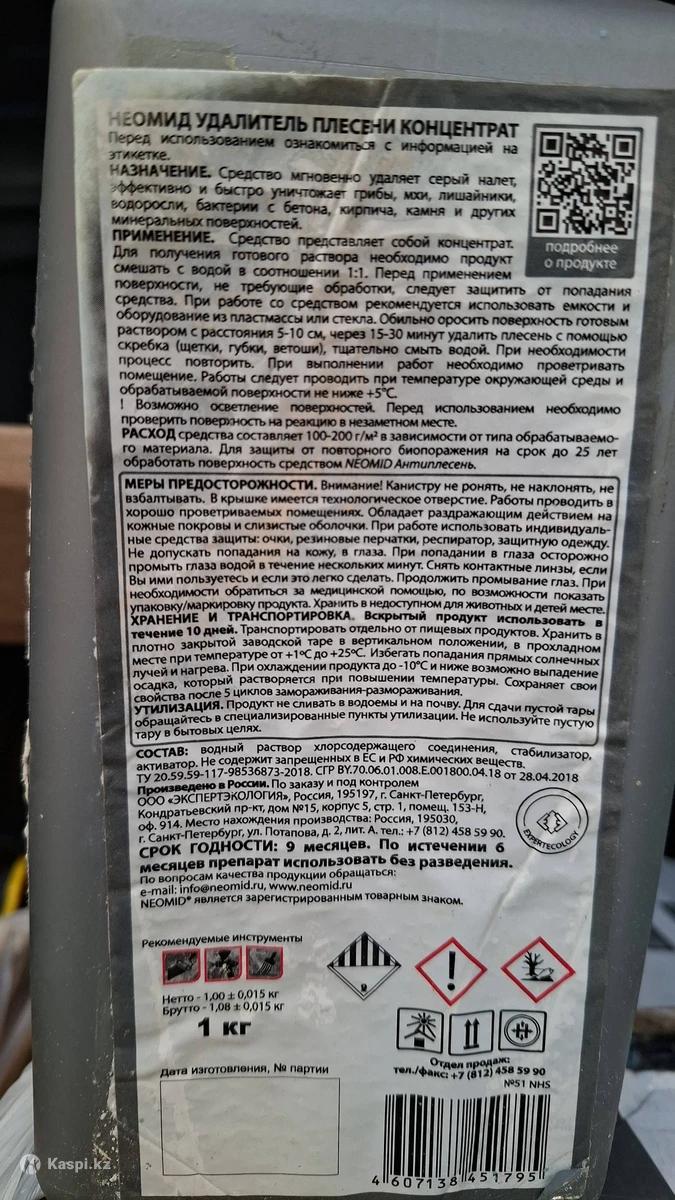 НЕОМИД УДАЛИТЕЛЬ ПЛЕСЕНИ КОНЦЕНТРАТ
Перед использованием ознакомиться с информацией на
этикетке.
НАЗНАЧЕНИЕ. Средство мгновенно удаляет серый налет,
эффективно и быстро уничтожает грибы, мхи, лишайники,
водоросли, бактерии с бетона, кирпича, камня и других
минеральных поверхностей.
подробнее
о продукте
ПРИМЕНЕНИЕ. Средство представляет собой концентрат.
Для получения готового раствора необходимо продукт
смешать с водой в соотношении 1:1. Перед применением
поверхности, не требующие обработки, следует защитить от попадания
средства. При работе со средством рекомендуется использовать емкости и
оборудование из пластмассы или стекла. Обильно оросить поверхность готовым
раствором с расстояния 5-10 см, через 15-30 минут удалить плесень с помощью
скребка (щетки, губки, ветоши), тщательно смыть водой. При необходимости
процесс повторить. При выполнении работ необходимо проветривать
помещение. Работы следует проводить при температуре окружающей среды и
обрабатываемой поверхности не ниже +5°С.
! Возможно осветление поверхностей. Перед использованием необходимо
проверить поверхность на реакцию в незаметном месте.
РАСХОД средства составляет 100-200 г/м² в зависимости от типа обрабатываемо-
го материала. Для защиты от повторного биопоражения на срок до 25 лет
обработать поверхность средством NEOMID Антиплесень.
МЕРЫ ПРЕДОСТОРОЖНОСТИ. Внимание! Канистру не ронять, не наклонять, не
взбалтывать. В крышке имеется технологическое отверстие. Работы проводить в
хорошо проветриваемых помещениях. Обладает раздражающим действием на
кожные покровы и слизистые оболочки. При работе использовать индивидуаль-
ные средства защиты: очки, резиновые перчатки, респиратор, защитную одежду.
Не допускать попадания на кожу, в глаза. При попадании в глаза осторожно
промыть глаза водой в течение нескольких минут. Снять контактные линзы, если
Вы ими пользуетесь и если это легко сделать. Продолжить промывание глаз. При
необходимости обратиться за медицинской помощью, по возможности показать
упаковку/маркировку продукта. Хранить в недоступном для животных и детей месте.
ХРАНЕНИЕ И ТРАНСПОРТИРОВКА. Вскрытый продукт использовать в
течение 10 дней. Транспортировать отдельно от пищевых продуктов. Хранить в
плотно закрытой заводской таре в вертикальном положении, в прохладном
месте при температуре от +1°С до +25°С. Избегать попадания прямых солнечных
лучей и нагрева. При охлаждении продукта до -10°С и ниже возможно выпадение
осадка, который растворяется при повышении температуры. Сохраняет свои
свойства после 5 циклов замораживания-размораживания.
УТИЛИЗАЦИЯ. Продукт не сливать в водоемы и на почву. Для сдачи пустой тары
обращайтесь в специализированные пункты утилизации. Не используйте пустую
тару в бытовых целях.
СОСТАВ: водный раствор хлорсодержащего соединения, стабилизатор,
активатор. Не содержит запрещенных в ЕС и РФ химических веществ.
ТУ 20.59.59-117-98536873-2018. СГР BY.70.06.01.008.E.001800.04.18 от 28.04.2018
Произведено в России. По заказу и под контролем
ООО «ЭКСПЕРТЭКОЛОГИЯ», Россия, 195197, г. Санкт-Петербург,
Кондратьевский пр-кт, дом №15, корпус 5, стр. 1, помещ. 153-Н,
оф. 914. Место нахождения производства: Россия, 195030,
г. Санкт-Петербург, ул. Потапова, д. 2, лит. А. тел.: +7 (812) 458 59 90.
EXPERTECOLOGY
СРОК ГОДНОСТИ: 9 месяцев. По истечении 6
месяцев препарат использовать без разведения.
По вопросам качества продукции обращаться:
e-mail: info@neomid.ru, www.neomid.ru
NEOMID® является зарегистрированным товарным знаком.
Рекомендуемые инструменты
9
Нетто - 1,00 ± 0,015 кг
Брутто - 1,08 ± 0,015 кг
1 кг
Отдел продаж:
тел./факс: +7 (812) 458 59 90
№51 NHS
Дата изготовления, № партии
4 607138 451795
Kaspi.kz